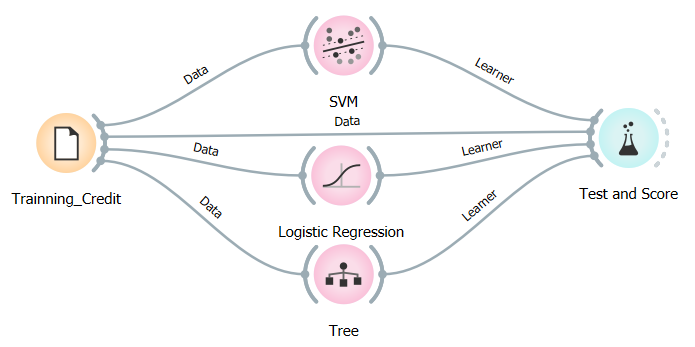 Data
Learner
SVM
Data
Data
Learner
Trainning_Credit
Test and Score
Data
Learner
Logistic Regression
Tree